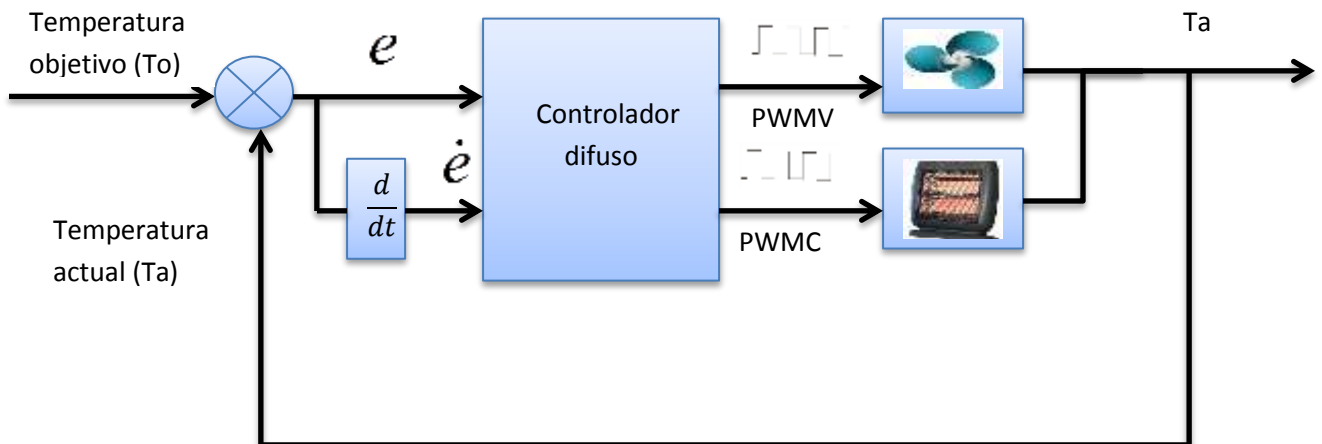 Temperatura
objetivo (To)
e
Ta
Controlador
difuso
PWMV
ė
d
dt
PWMC
Temperatura
actual (Ta)